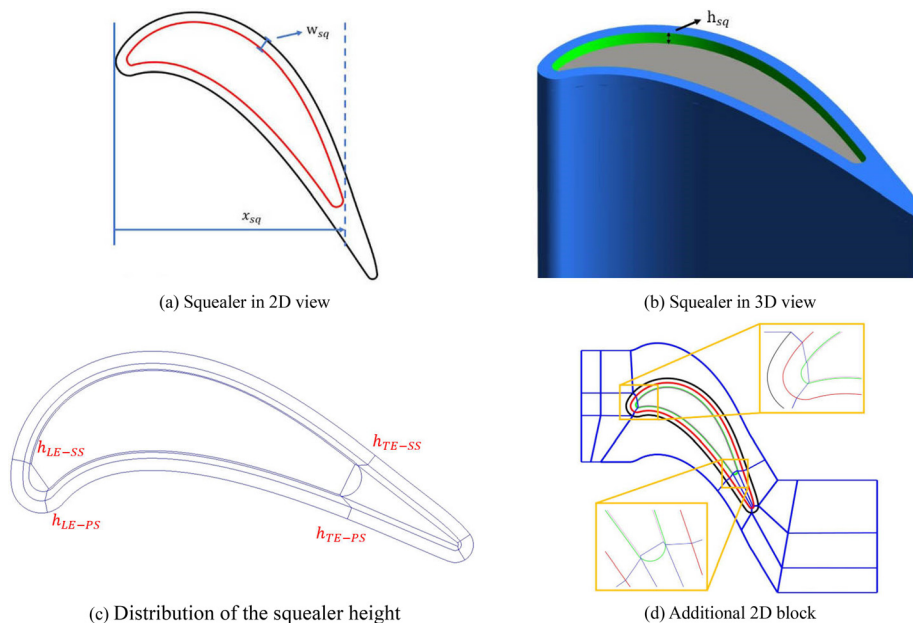 w_sq
x_sq
(a) Squealer in 2D view
h_sq
(b) Squealer in 3D view
h_LE−SS
h_TE−SS
h_LE−PS
h_TE−PS
(c) Distribution of the squealer height
(d) Additional 2D block